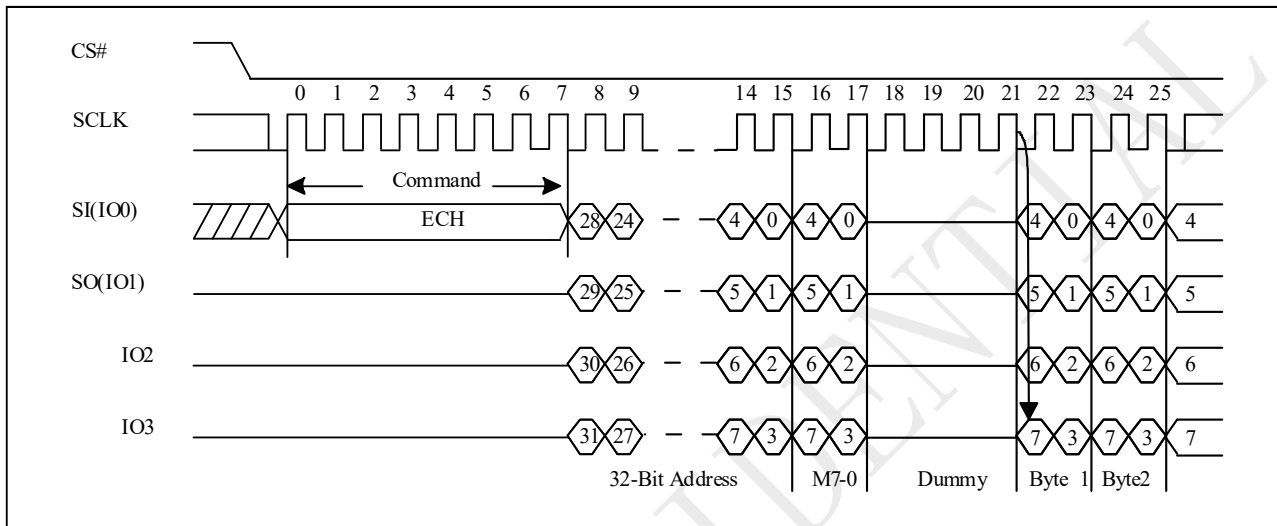 CS#
0 1 2 3 4 5 6 7 8 9 14 15 16 17 18 19 20 21 22 23 24 25
SCLK
Command
SI(IO0) ECH 28 24 4 0 4 0 4 0 4 0 4
SO(IO1) 29 25 5 1 5 1 5 1 5 1 5
IO2 30 26 6 2 6 2 6 2 6 2 6
IO3 31 27 7 3 7 3 7 3 7 3 7
32-Bit Address M7-0 Dummy Byte 1 Byte2
IDENTIAL